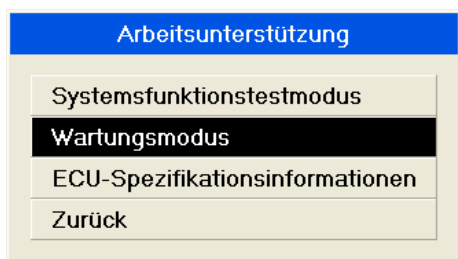 Arbeitsunterstützung
Systemsfunktionstestmodus
Wartungsmodus
ECU-Spezifikationsinformationen
Zurück